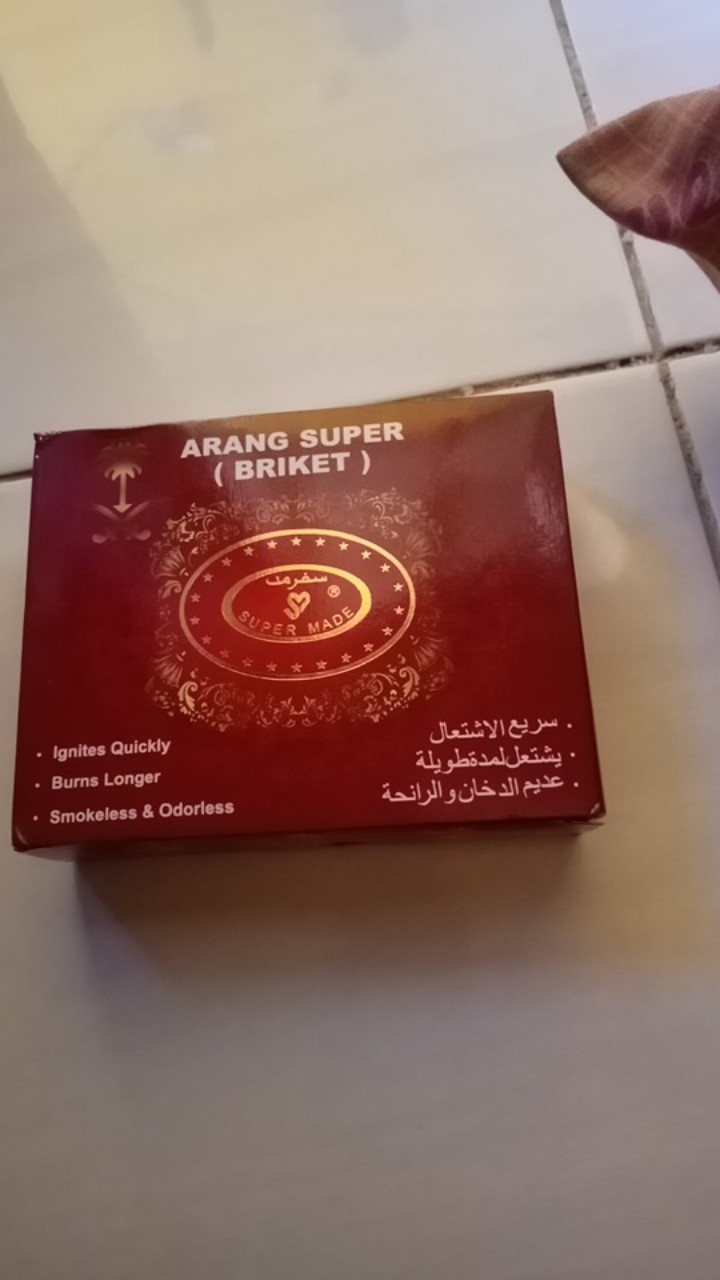 ARANG SUPER
( BRIKET )
سفرمد
®
SUPER MADE
• Ignites Quickly
• Burns Longer
• Smokeless & Odorless
• سريع الاشتعال
• يشتعل لمدة طويلة
• عديم الدخان و الرائحة